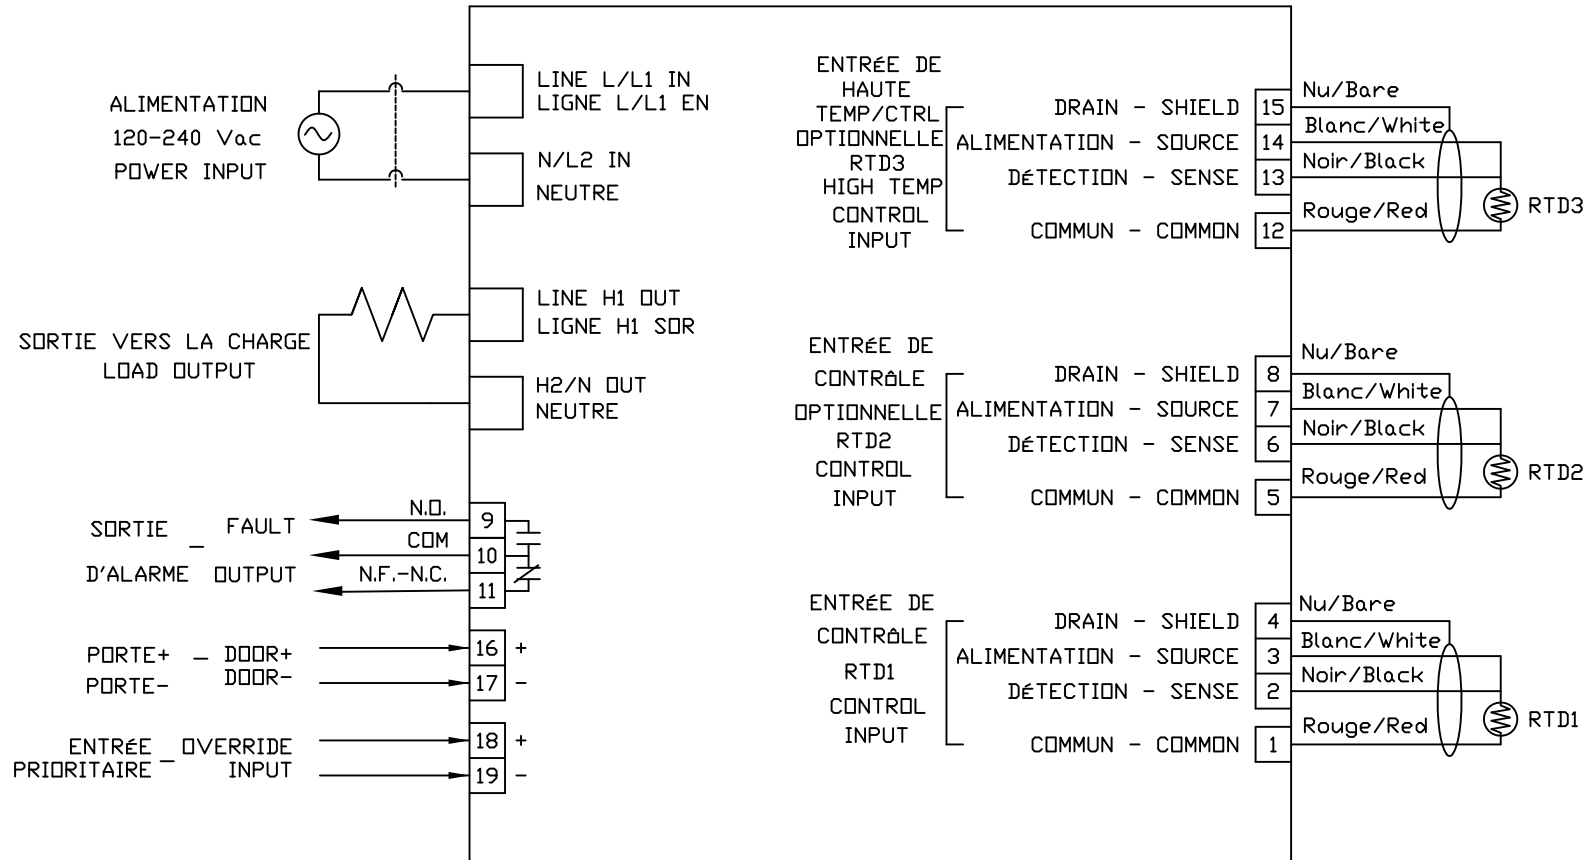 ALIMENTATION
120-240 Vac
POWER INPUT
LINE L/L1 IN
LIGNE L/L1 EN
N/L2 IN
NEUTRE
SORTIE VERS LA CHARGE
LOAD OUTPUT
LINE H1 OUT
LIGNE H1 SOR
H2/N OUT
NEUTRE
SORTIE - FAULT
D'ALARME OUTPUT
N.O.
COM
N.F.-N.C.
9
10
11
PORTE+ - DOOR+
PORTE- DOOR-
16 +
17 -
ENTRÉE - OVERRIDE
PRIORITAIRE INPUT
18 +
19 -
ENTRÉE DE
HAUTE
TEMP/CTRL
OPTIONNELLE
RTD3
HIGH TEMP
CONTROL
INPUT
DRAIN - SHIELD 15 Nu/Bare
ALIMENTATION - SOURCE 14 Blanc/White
DÉTECTION - SENSE 13 Noir/Black
COMMUN - COMMON 12 Rouge/Red
RTD3
ENTRÉE DE
CONTRÔLE
OPTIONNELLE
RTD2
CONTROL
INPUT
DRAIN - SHIELD 8 Nu/Bare
ALIMENTATION - SOURCE 7 Blanc/White
DÉTECTION - SENSE 6 Noir/Black
COMMUN - COMMON 5 Rouge/Red
RTD2
ENTRÉE DE
CONTRÔLE
RTD1
CONTROL
INPUT
DRAIN - SHIELD 4 Nu/Bare
ALIMENTATION - SOURCE 3 Blanc/White
DÉTECTION - SENSE 2 Noir/Black
COMMUN - COMMON 1 Rouge/Red
RTD1